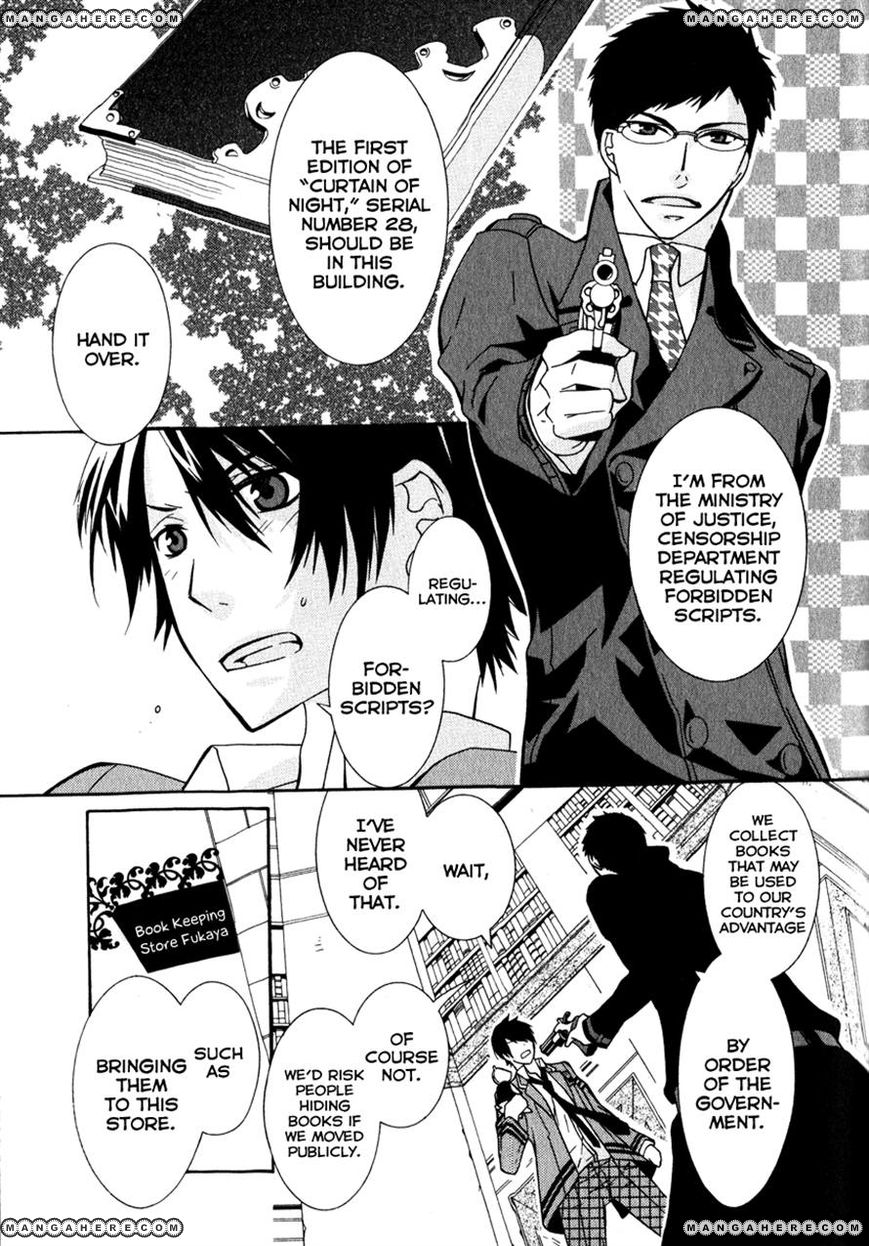 MANGAHERE.COM
MANGAHERE.COM
I'M FROM
THE MINISTRY
OF JUSTICE,
CENSORSHIP
DEPARTMENT
REGULATING
FORBIDDEN
SCRIPTS.
THE FIRST
EDITION OF
"CURTAIN OF
NIGHT," SERIAL
NUMBER 28,
SHOULD BE
IN THIS
BUILDING.
HAND IT
OVER.
REGU-
LATING...
FOR-
BIDDEN
SCRIPTS?
WE
COLLECT
BOOKS
THAT MAY
BE USED
TO OUR
COUNTRY'S
ADVANTAGE
BY
ORDER
OF THE
GOVERN-
MENT.
WAIT,
I'VE
NEVER
HEARD
OF
THAT.
OF
COURSE
NOT.
WE'D RISK
PEOPLE
HIDING
BOOKS IF
WE MOVED
PUBLICLY.
Book Keeping
Store Fukaya
SUCH
AS
BRINGING
THEM
TO THIS
STORE.
MANGAHERE.COM
MANGAHERE.COM